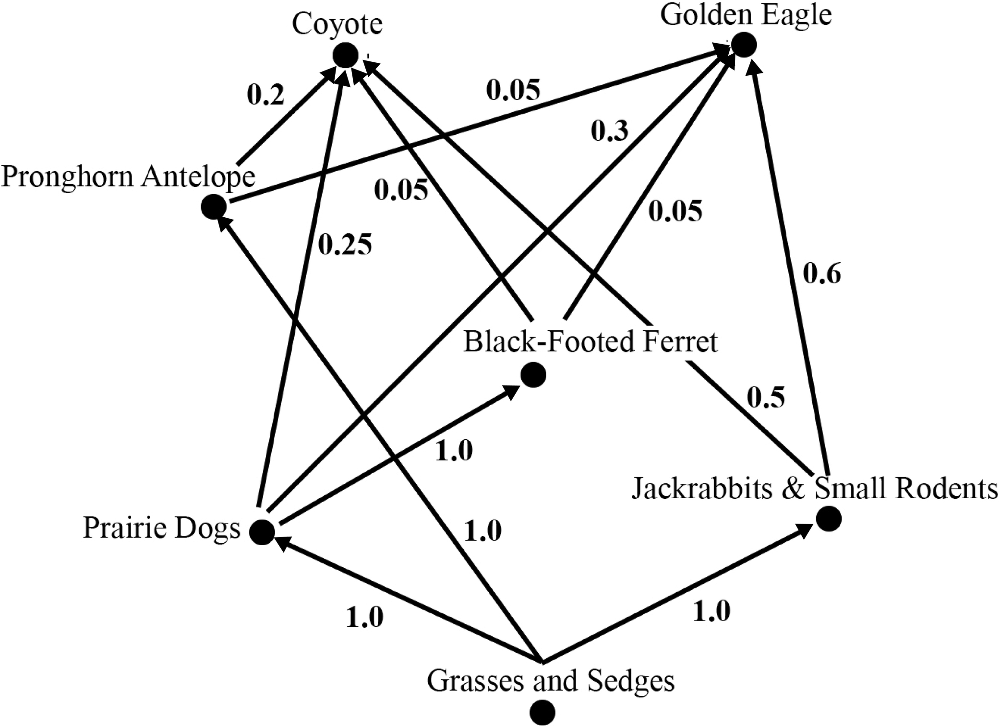 Coyote
Golden Eagle
0.2
0.05
0.3
Pronghorn Antelope
0.05
0.05
0.25
0.6
Black-Footed Ferret
0.5
1.0
Jackrabbits & Small Rodents
Prairie Dogs
1.0
1.0
1.0
Grasses and Sedges